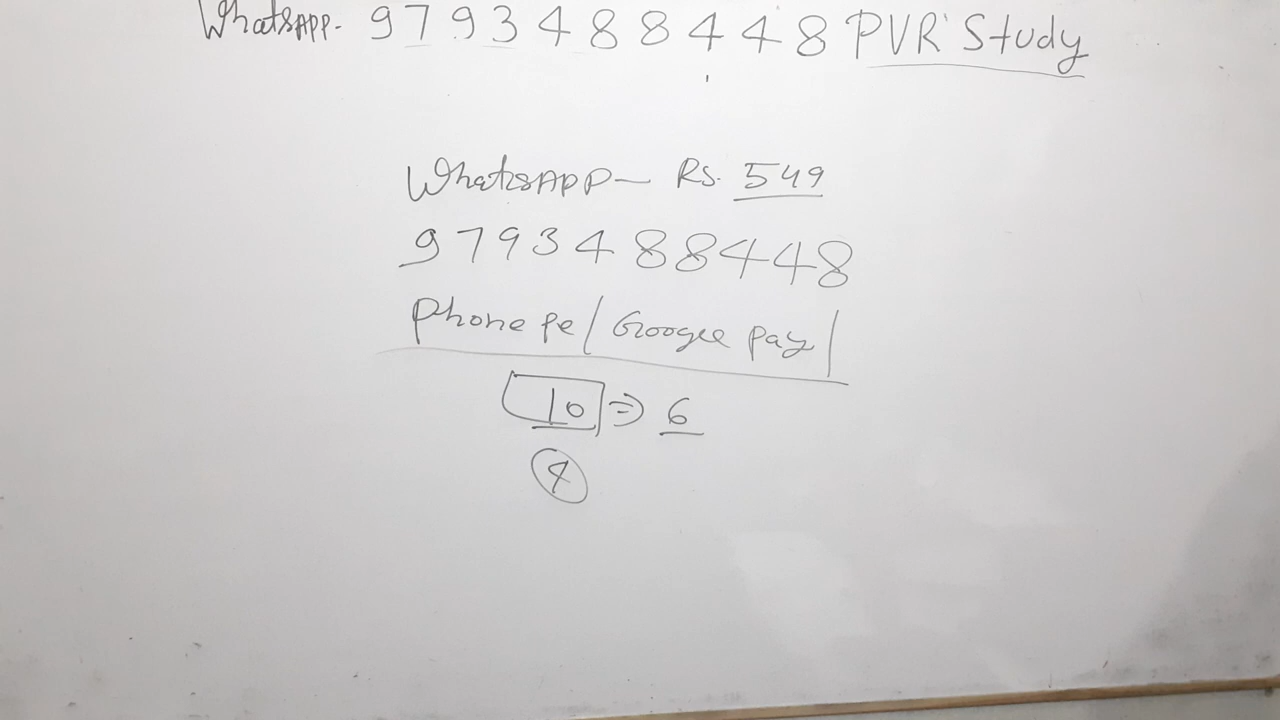 WhatsAPP- 9793488448 PVR Study
WhatsAPP- Rs. 549
9793488448
Phone pe/ Google pay/
10 ⇒ 6
4